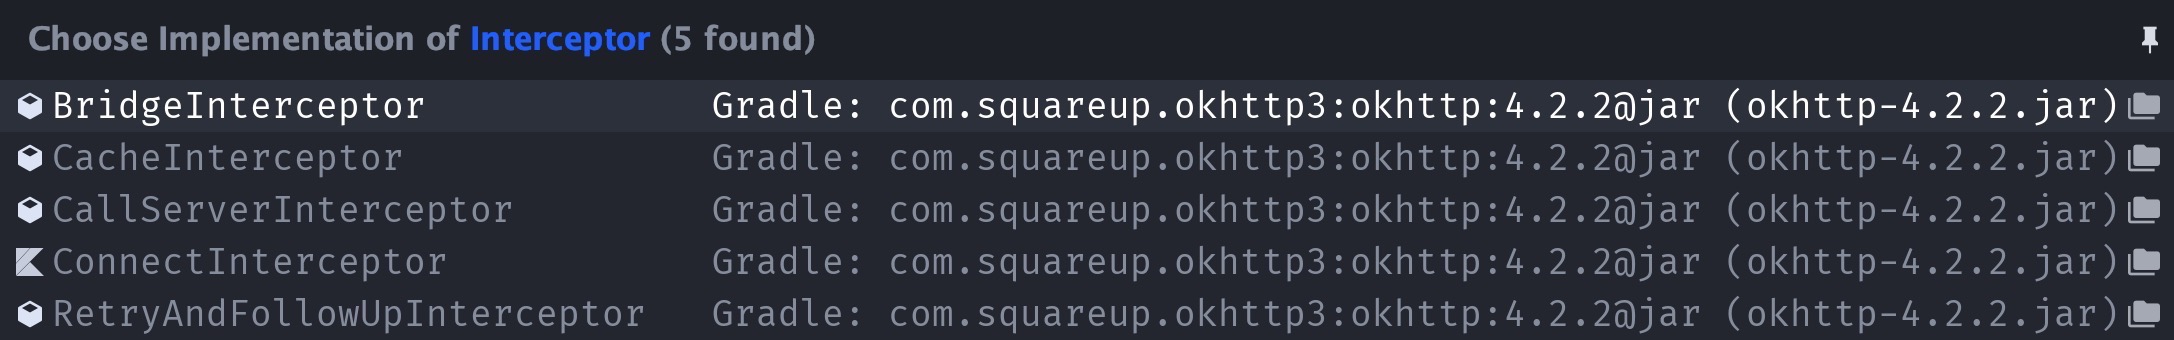 Choose Implementation of Interceptor (5 found)
BridgeInterceptor Gradle: com.squareup.okhttp3:okhttp:4.2.2@jar (okhttp-4.2.2.jar)
CacheInterceptor Gradle: com.squareup.okhttp3:okhttp:4.2.2@jar (okhttp-4.2.2.jar)
CallServerInterceptor Gradle: com.squareup.okhttp3:okhttp:4.2.2@jar (okhttp-4.2.2.jar)
ConnectInterceptor Gradle: com.squareup.okhttp3:okhttp:4.2.2@jar (okhttp-4.2.2.jar)
RetryAndFollowUpInterceptor Gradle: com.squareup.okhttp3:okhttp:4.2.2@jar (okhttp-4.2.2.jar)